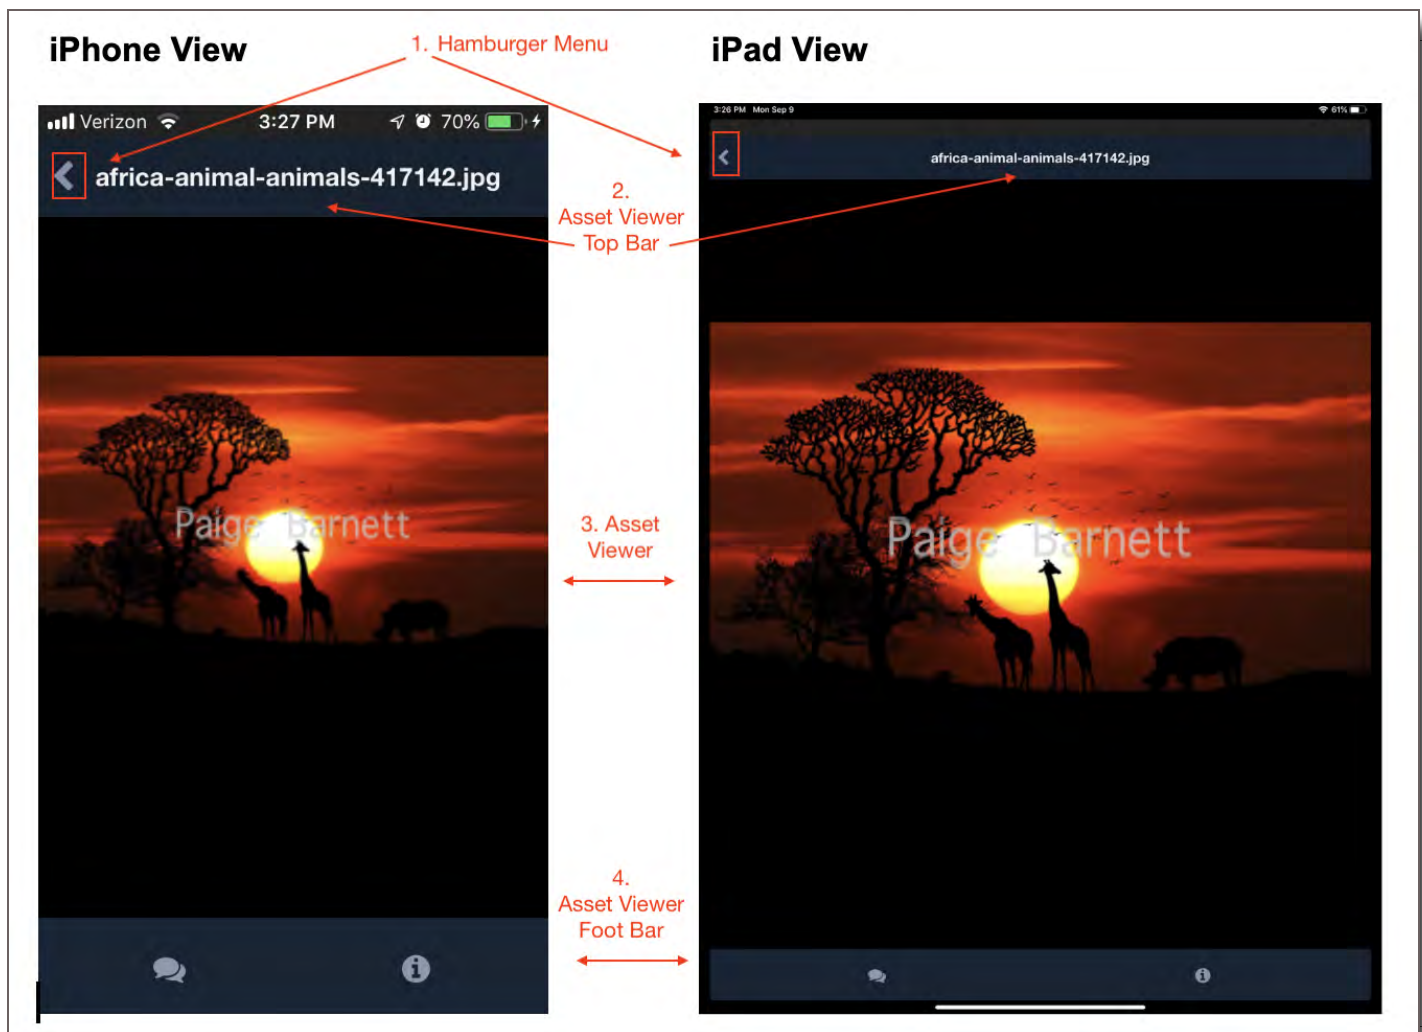 iPhone View
1. Hamburger Menu
iPad View
Verizon 3:27 PM 70%
3:26 PM Mon Sep 9 61%
africa-animal-animals-417142.jpg
africa-animal-animals-417142.jpg
2.
Asset Viewer
Top Bar
Paige Barnett
Paige Barnett
3. Asset
Viewer
4.
Asset Viewer
Foot Bar